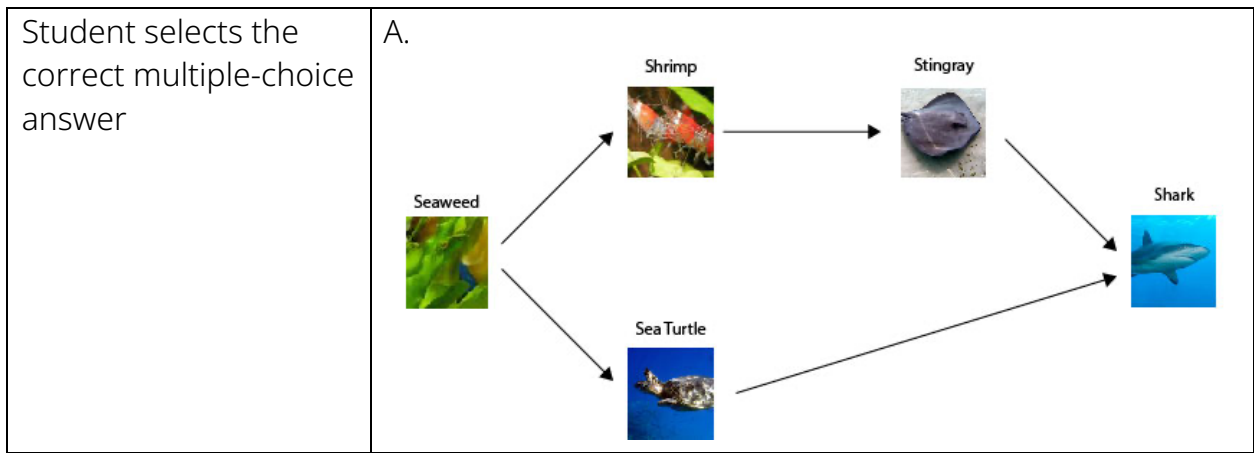 Student selects the
correct multiple-choice
answer
A.
Shrimp
Stingray
Seaweed
Shark
Sea Turtle